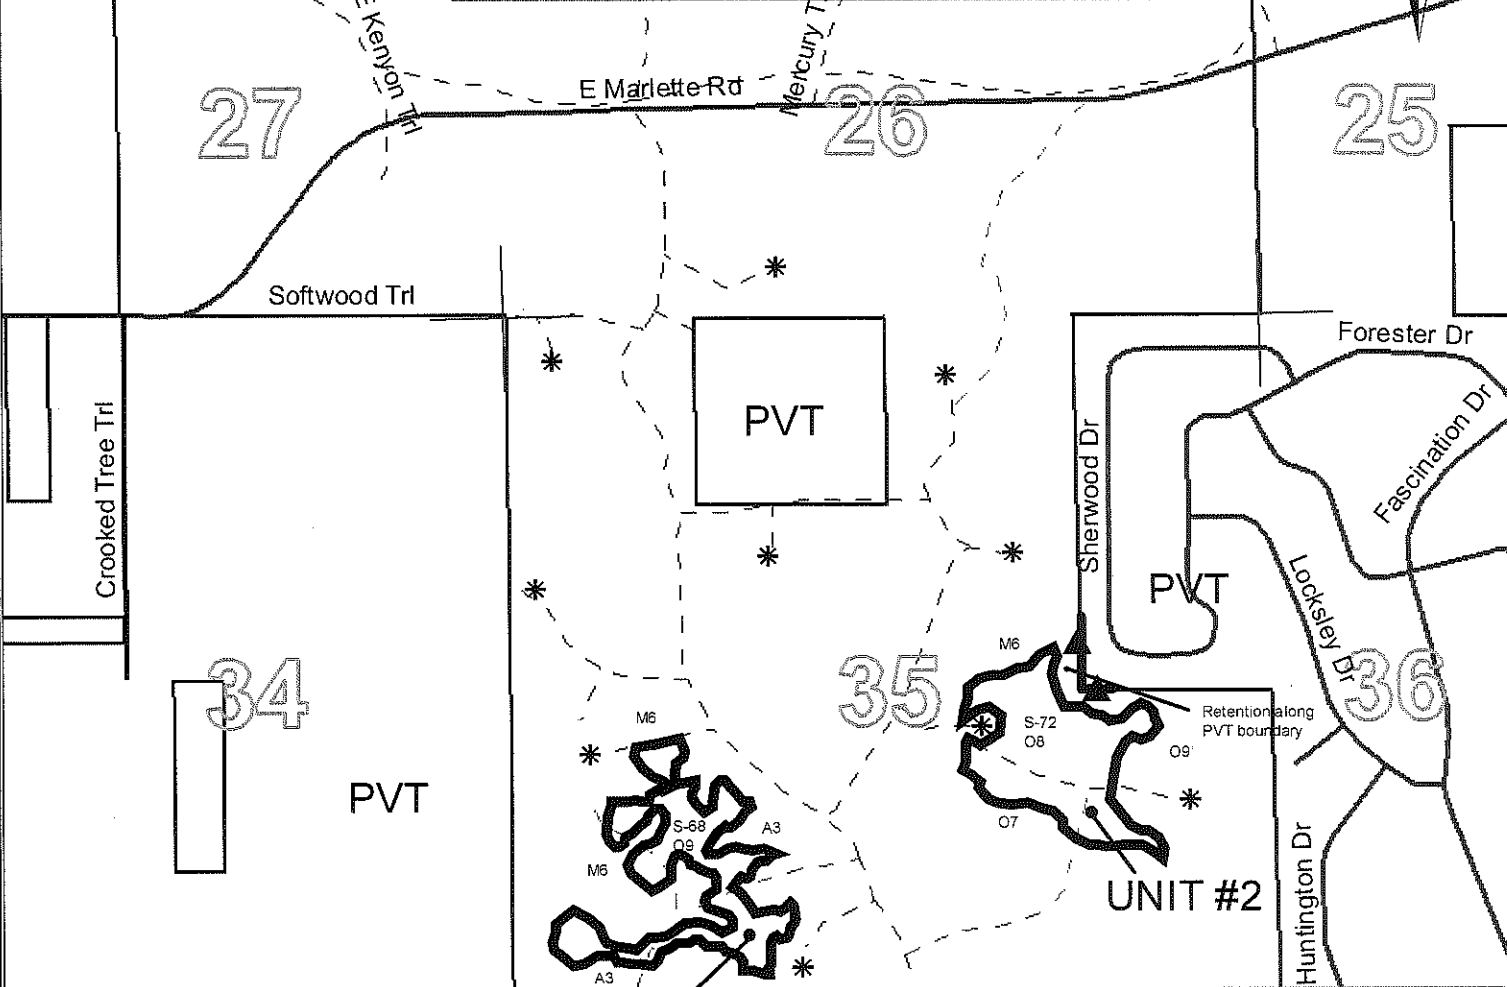 E Kenyon Trl
Mercury T
E Marlette Rd
27
26
25
Softwood Trl
Forester Dr
PVT
Crooked Tree Trl
Sherwood Dr
Fascination Dr
PVT
Locksley Dr
34
35
36
M6
M6
S-72
O8
Retention along
PVT boundary
O9
PVT
S-68
O9
A3
M6
O7
UNIT #2
Huntington Dr
A3